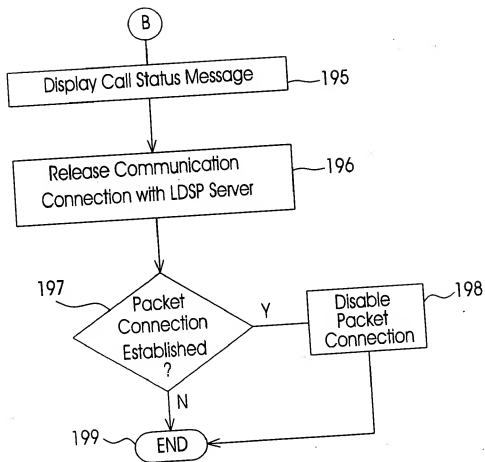 B
Display Call Status Message
195
Release Communication
Connection with LDSP Server
196
197
Packet
Connection
Established
?
Y
N
Disable
Packet
Connection
198
199
END